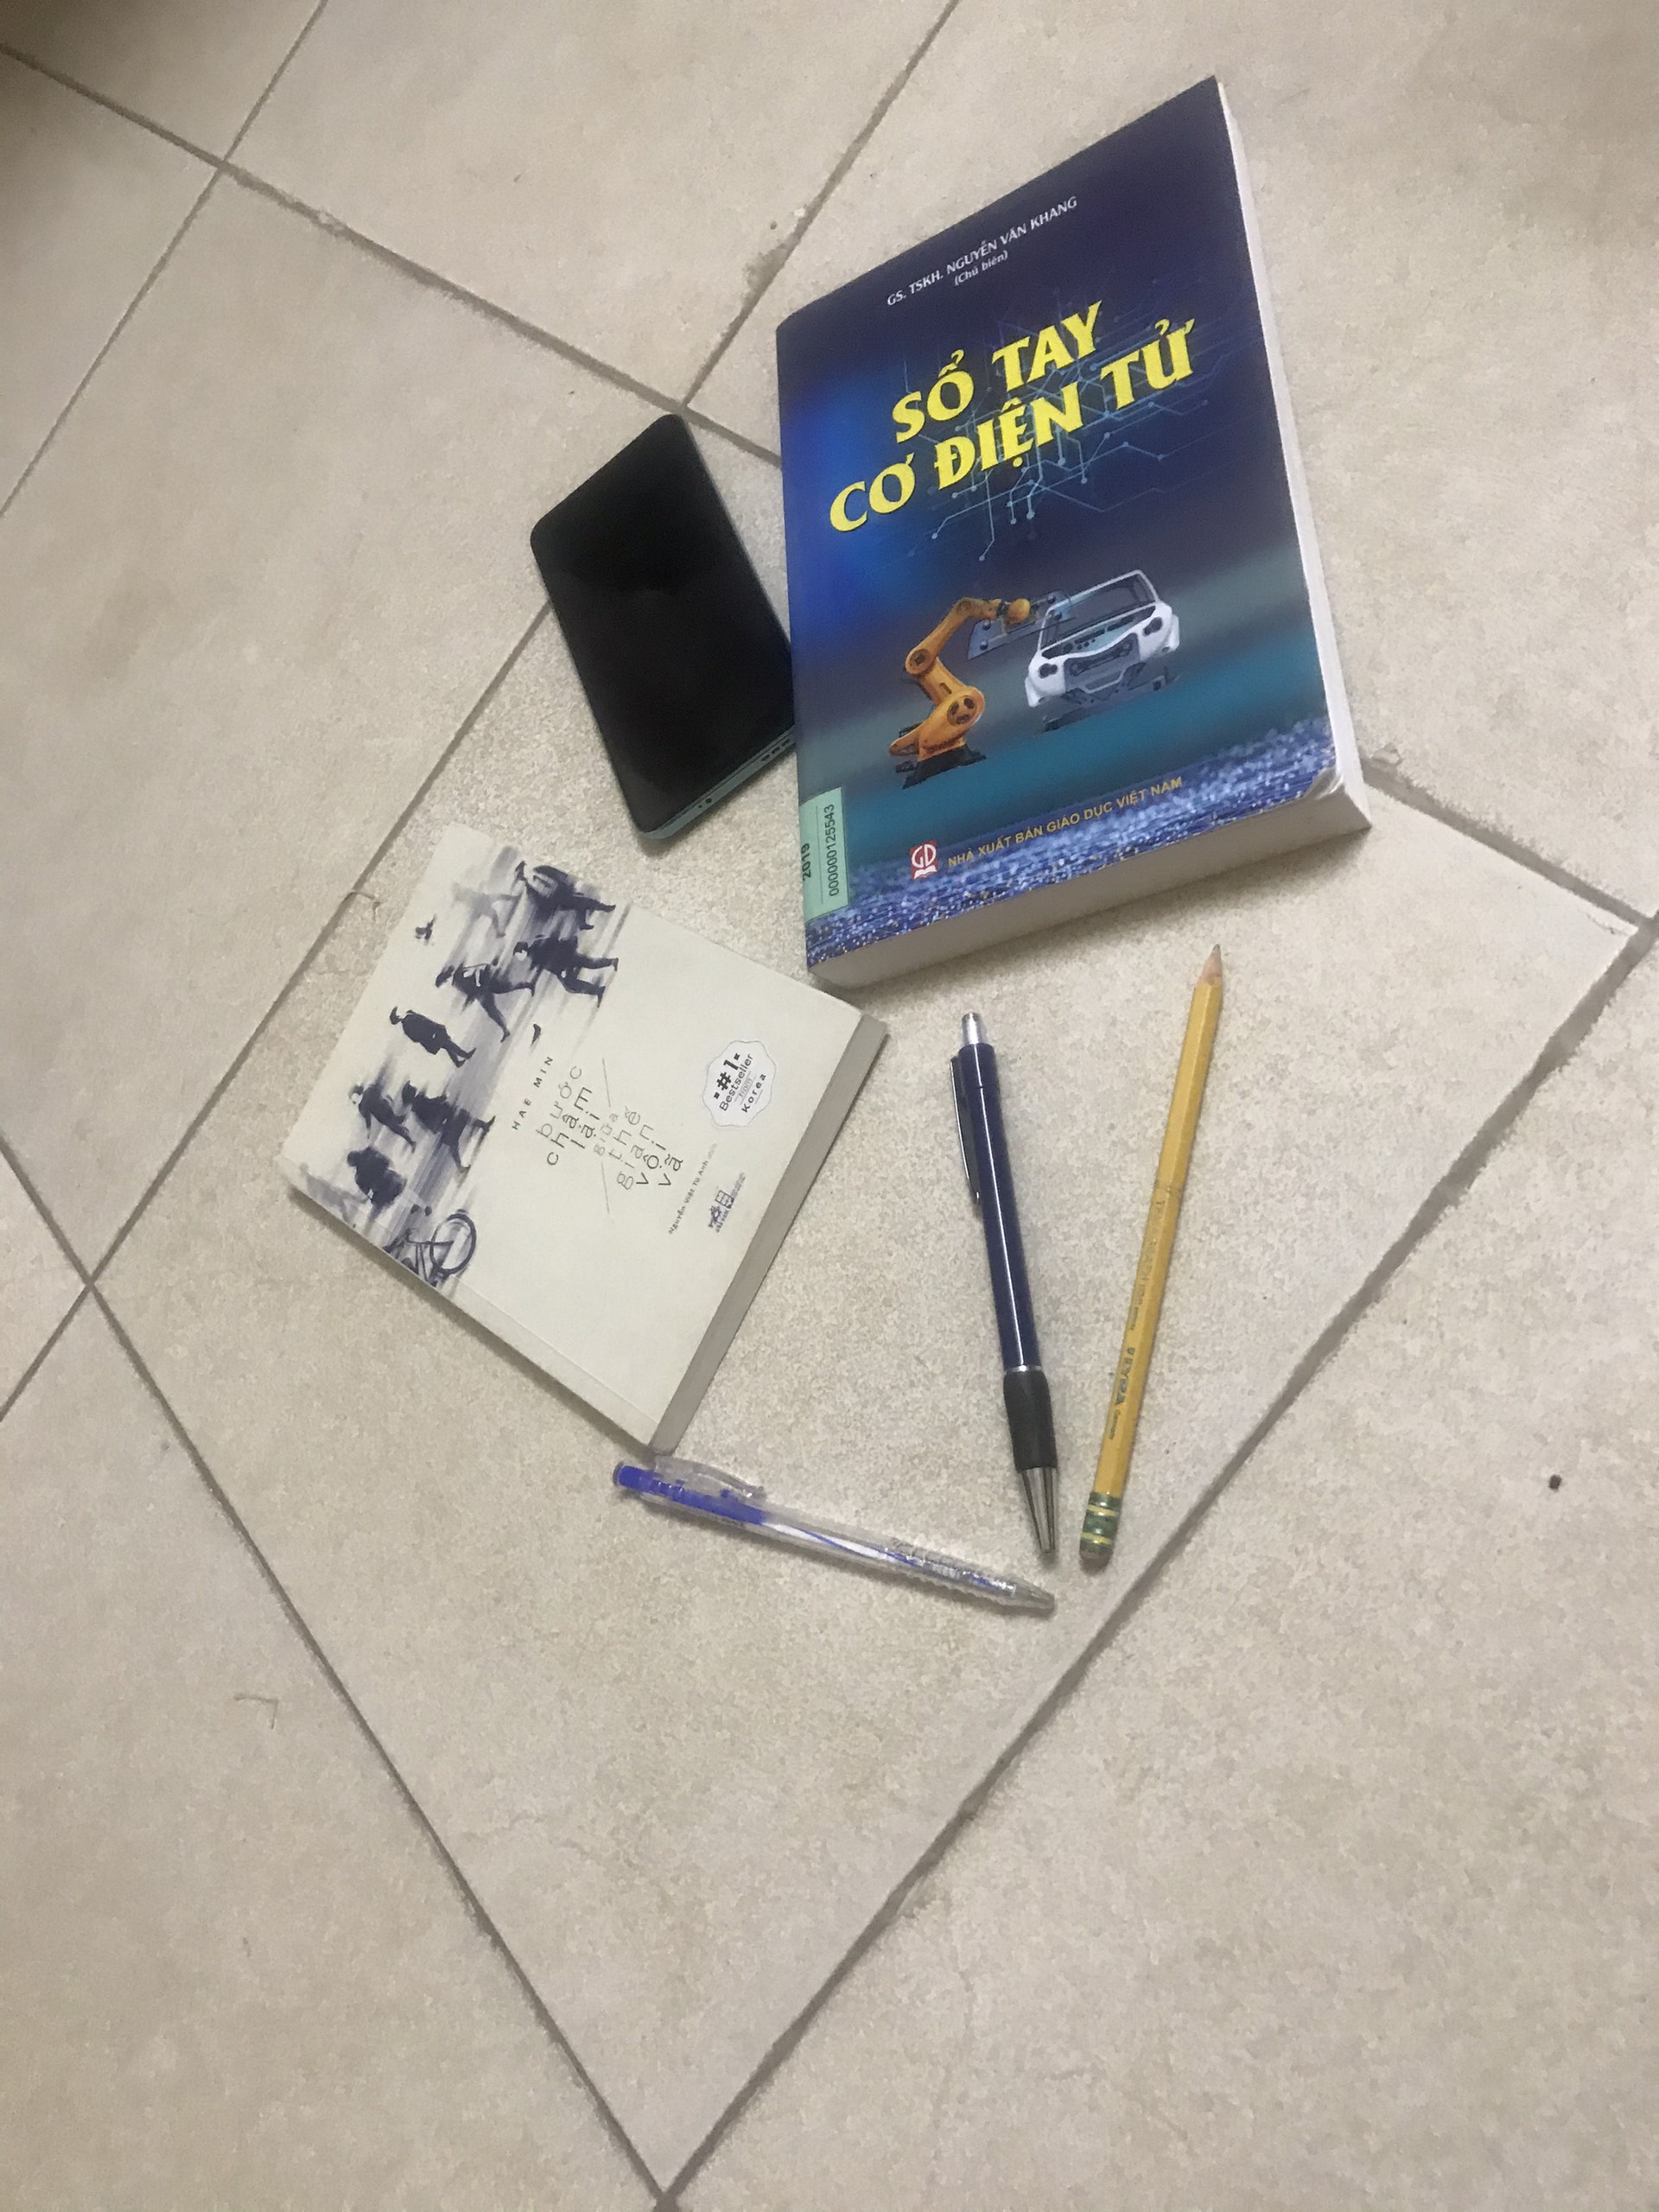 GS. TSKH. NGUYỄN VĂN KHANG
(Chủ biên)
SỔ TAY
CƠ ĐIỆN TỬ
GD
NHÀ XUẤT BẢN GIÁO DỤC VIỆT NAM
2019
000000125543
HAE MIN
bước
chậm
lại
giữa
thế
gian
vội
vã
#1
Bestseller
from
Korea
Nguyễn Việt Tú Anh